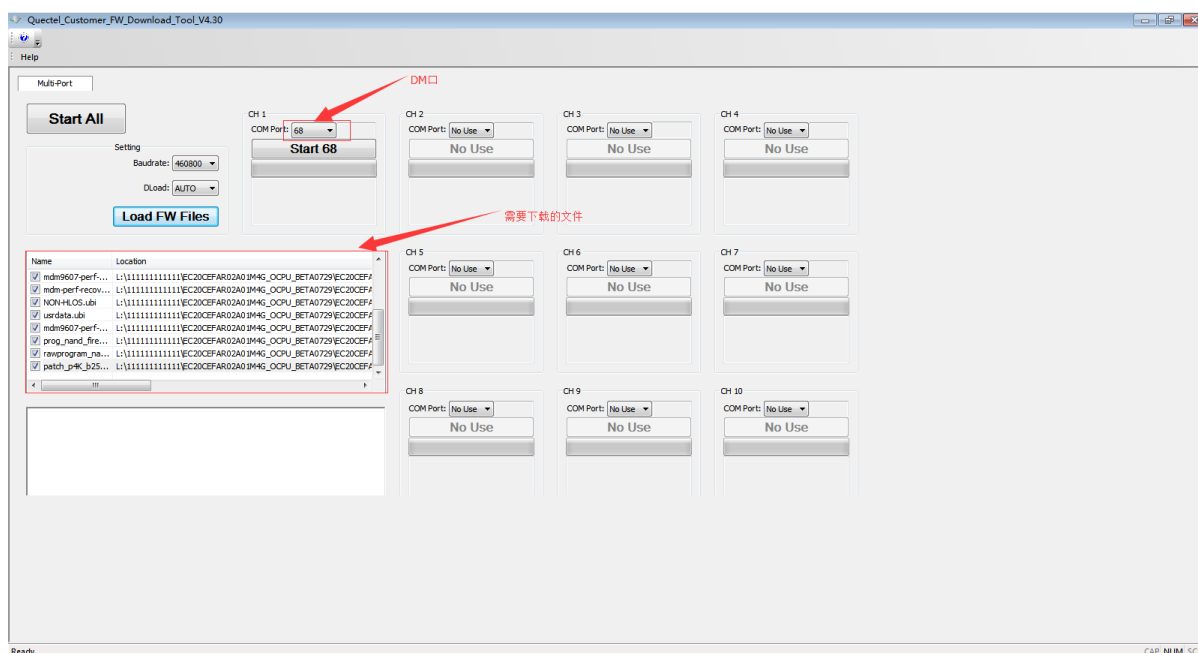 Quectel_Customer_FW_Download_Tool_V4.30
Help
Multi-Port
DM口
Start All
Setting
Baudrate: 460800
DLoad: AUTO
Load FW Files
CH 1
COM Port: 68
Start 68
CH 2
COM Port: No Use
No Use
CH 3
COM Port: No Use
No Use
CH 4
COM Port: No Use
No Use
需要下载的文件
Name Location
mdm9607-perf-... L:\111111111111\EC20CEFAR02A01M4G_OCPU_BETA0729\EC20CEFA
mdm-perf-recov... L:\111111111111\EC20CEFAR02A01M4G_OCPU_BETA0729\EC20CEFA
NON-HLOS.ubi L:\111111111111\EC20CEFAR02A01M4G_OCPU_BETA0729\EC20CEFA
usrdata.ubi L:\111111111111\EC20CEFAR02A01M4G_OCPU_BETA0729\EC20CEFA
mdm9607-perf-... L:\111111111111\EC20CEFAR02A01M4G_OCPU_BETA0729\EC20CEFA
prog_nand_fire... L:\111111111111\EC20CEFAR02A01M4G_OCPU_BETA0729\EC20CEFA
rawprogram_na... L:\111111111111\EC20CEFAR02A01M4G_OCPU_BETA0729\EC20CEFA
patch_p4K_b25... L:\111111111111\EC20CEFAR02A01M4G_OCPU_BETA0729\EC20CEFA
CH 5
COM Port: No Use
No Use
CH 6
COM Port: No Use
No Use
CH 7
COM Port: No Use
No Use
CH 8
COM Port: No Use
No Use
CH 9
COM Port: No Use
No Use
CH 10
COM Port: No Use
No Use
Ready
CAP NUM SC